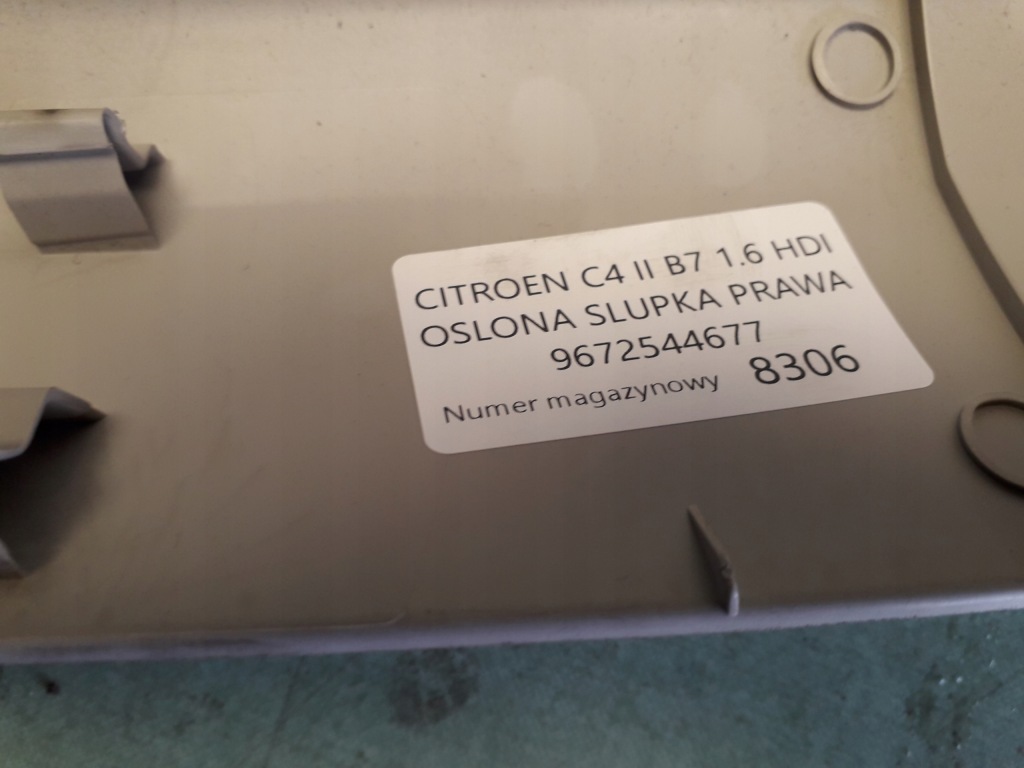 CITROEN C4 II B7 1.6 HDI
OSLONA SLUPKA PRAWA
9672544677
Numer magazynowy 8306